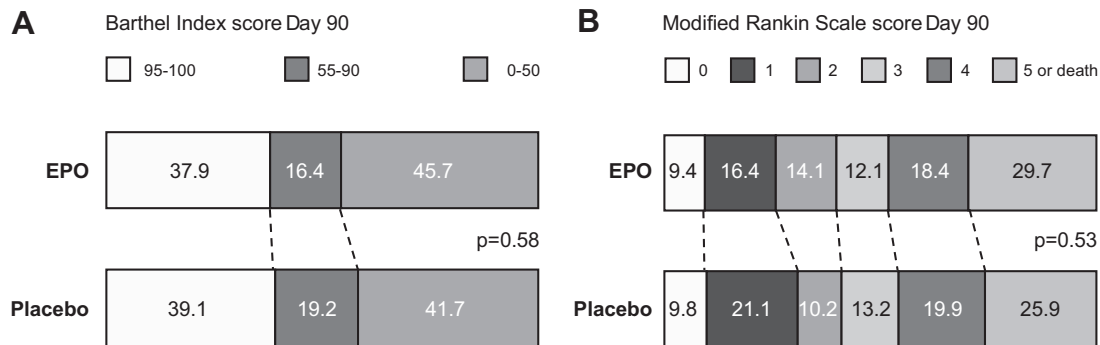 A Barthel Index score Day 90
95-100 55-90 0-50
EPO 37.9 16.4 45.7
p=0.58
Placebo 39.1 19.2 41.7
B Modified Rankin Scale score Day 90
0 1 2 3 4 5 or death
EPO 9.4 16.4 14.1 12.1 18.4 29.7
p=0.53
Placebo 9.8 21.1 10.2 13.2 19.9 25.9